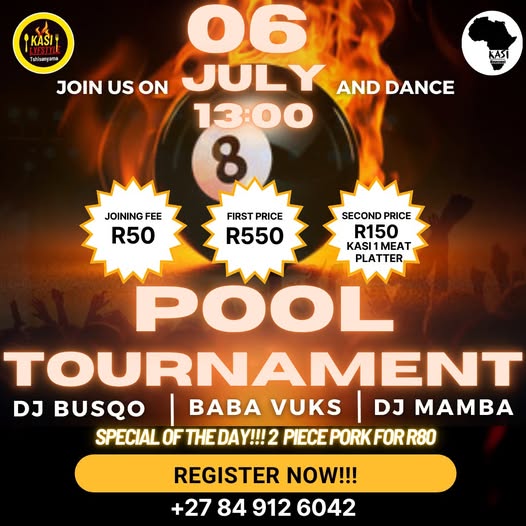 KASI
LYFESTYLE
Tshisanyama
06
KASI
JOIN US ON JULY AND DANCE
13:00
8
JOINING FEE
R50
FIRST PRICE
R550
SECOND PRICE
R150
KASI 1 MEAT
PLATTER
POOL
TOURNAMENT
DJ BUSQO | BABA VUKS | DJ MAMBA
SPECIAL OF THE DAY!!! 2 PIECE PORK FOR R80
REGISTER NOW!!!
+27 84 912 6042